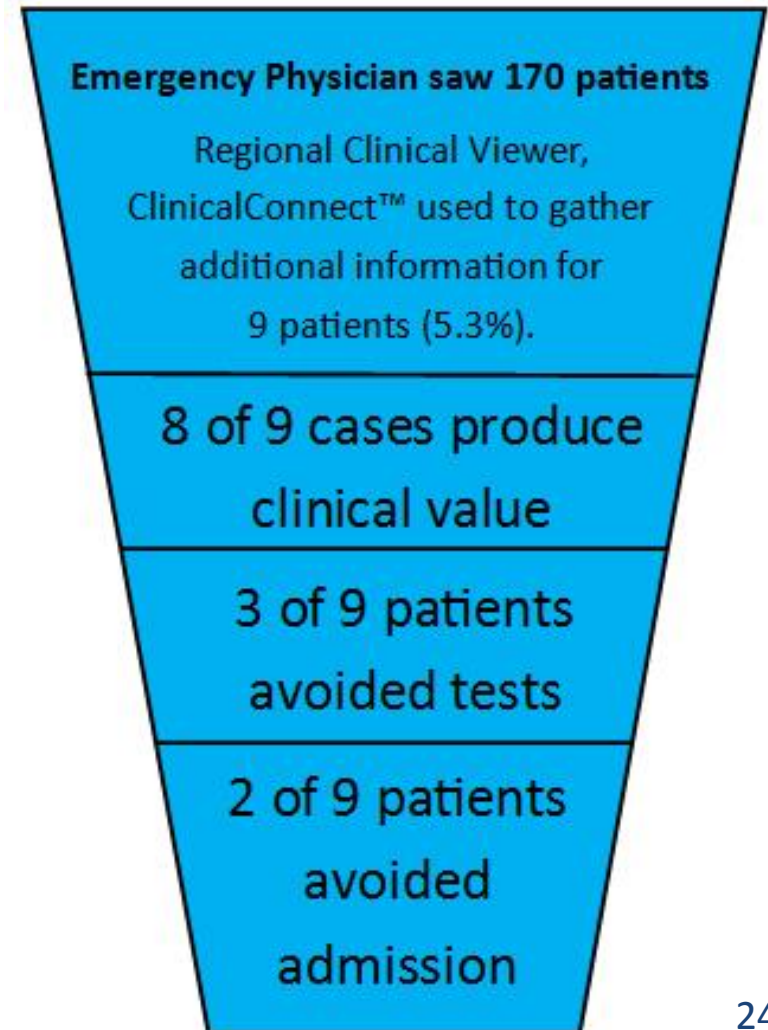 Emergency Physician saw 170 patients
Regional Clinical Viewer,
ClinicalConnect™ used to gather
additional information for
9 patients (5.3%).
8 of 9 cases produce
clinical value
3 of 9 patients
avoided tests
2 of 9 patients
avoided
admission
24